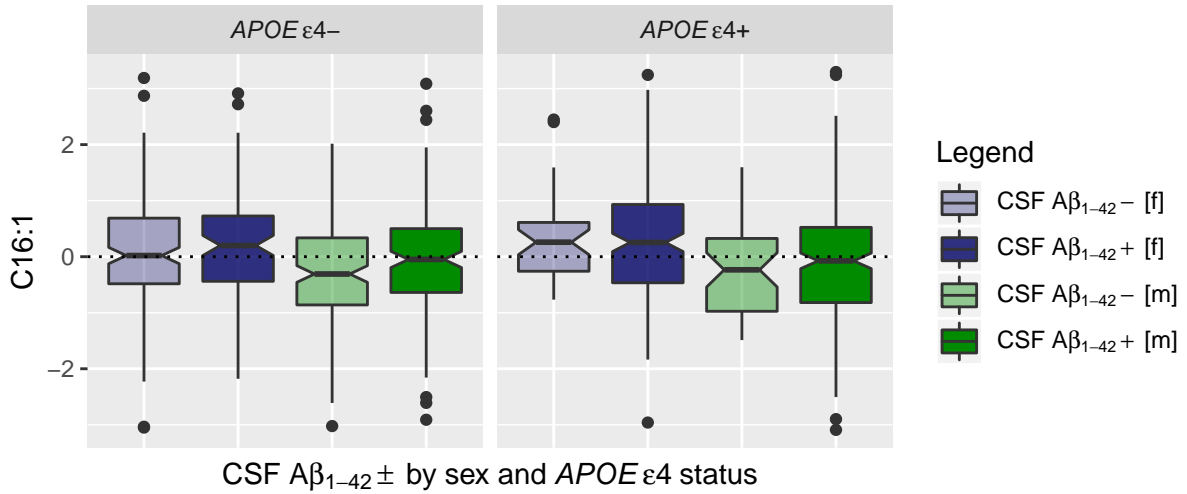 APOE ε4− APOE ε4+
C16:1
2
0
−2
CSF Aβ1−42 ± by sex and APOE ε4 status
Legend
CSF Aβ1−42 − [f]
CSF Aβ1−42 + [f]
CSF Aβ1−42 − [m]
CSF Aβ1−42 + [m]